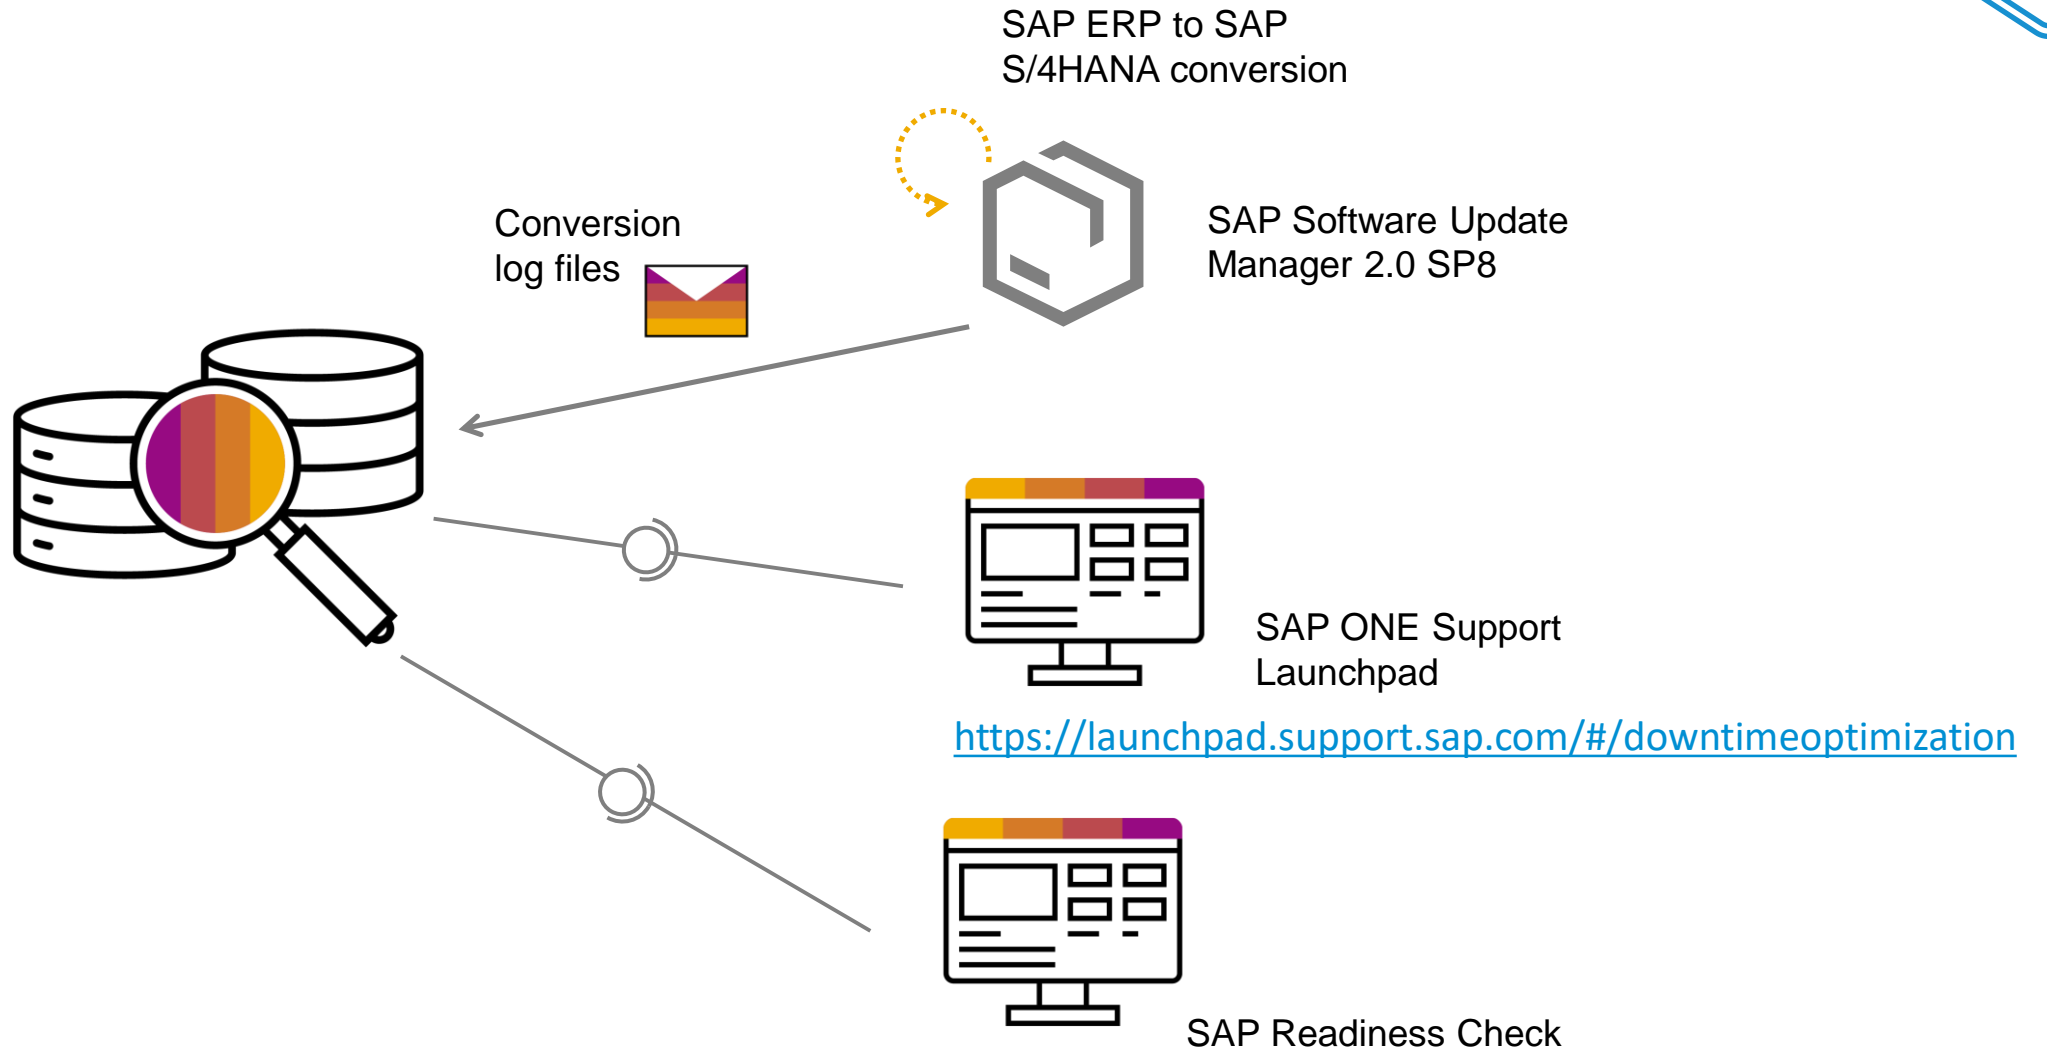 SAP ERP to SAP
S/4HANA conversion
Conversion
log files
SAP Software Update
Manager 2.0 SP8
SAP ONE Support
Launchpad
https://launchpad.support.sap.com/#/downtimeoptimization
SAP Readiness Check